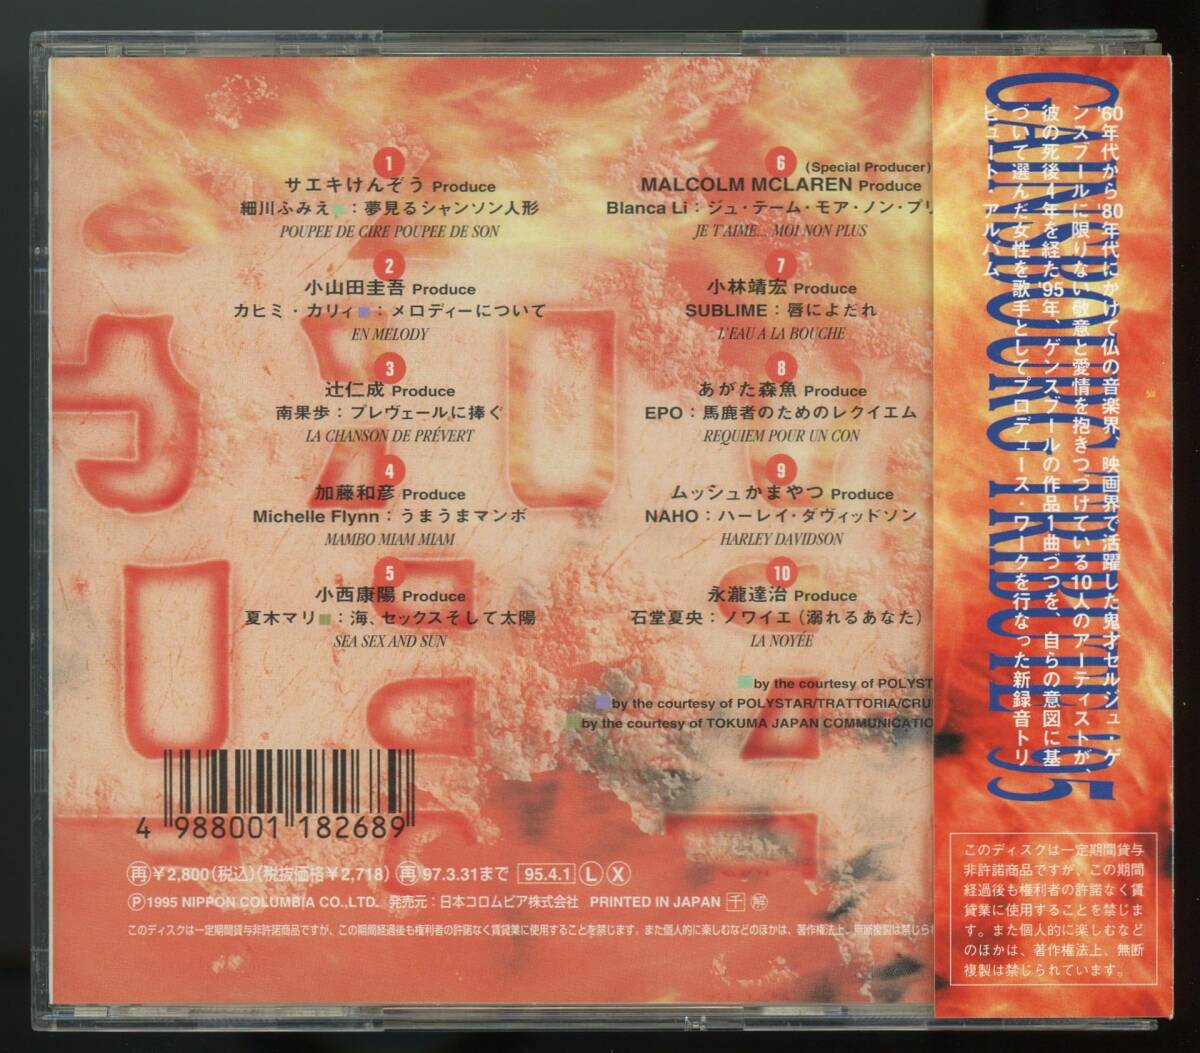 1
サエキけんぞう Produce
細川ふみえ■：夢見るシャンソン人形
POUPEE DE CIRE POUPEE DE SON
2
小山田圭吾 Produce
カヒミ・カリィ■：メロディーについて
EN MELODY
3
辻仁成 Produce
南果歩：プレヴェールに捧ぐ
LA CHANSON DE PRÉVERT
4
加藤和彦 Produce
Michelle Flynn：うまうまマンボ
MAMBO MIAM MIAM
5
小西康陽 Produce
夏木マリ■：海、セックスそして太陽
SEA SEX AND SUN
6
(Special Producer)
MALCOLM MCLAREN Produce
Blanca Li：ジュ・テーム・モア・ノン・プリ
JE T'AIME... MOI NON PLUS
7
小林靖宏 Produce
SUBLIME：唇によだれ
L'EAU A LA BOUCHE
8
あがた森魚 Produce
EPO：馬鹿者のためのレクイエム
REQUIEM POUR UN CON
9
ムッシュかまやつ Produce
NAHO：ハーレイ・ダヴィッドソン
HARLEY DAVIDSON
10
永瀧達治 Produce
石堂夏央：ノワイエ（溺れるあなた）
LA NOYÉE
■by the courtesy of POLYST
■by the courtesy of POLYSTAR/TRATTORIA/CRU
■by the courtesy of TOKUMA JAPAN COMMUNICATIO
4 988001 182689
再￥2,800(税込)(税抜価格￥2,718) 再97.3.31まで 95.4.1 L X
Ⓟ1995 NIPPON COLUMBIA CO.,LTD. 発売元：日本コロムビア株式会社 PRINTED IN JAPAN 千
このディスクは一定期間貸与非許諾商品ですが、この期間経過後も権利者の許諾なく賃貸業に使用することを禁じます。また個人的に楽しむなどのほかは、著作権法上、無断複製は禁じら
GAINSBOURG TRIBUTE '95
'60年代から'80年代にかけて仏の音楽界、映画界で活躍した鬼才セルジュ・ゲ
ンスブールに限りない敬意と愛情を抱きつづけている10人のアーティストが、
彼の死後4年を経た'95年、ゲンスブールの作品1曲づつを、自らの意図に基
づいて選んだ女性を歌手としてプロデュース・ワークを行なった新録音トリ
ビュート アルバム
このディスクは一定期間貸与
非許諾商品ですが、この期間
経過後も権利者の許諾なく賃
貸業に使用することを禁じま
す。また個人的に楽しむなど
のほかは、著作権法上、無断
複製は禁じられています。